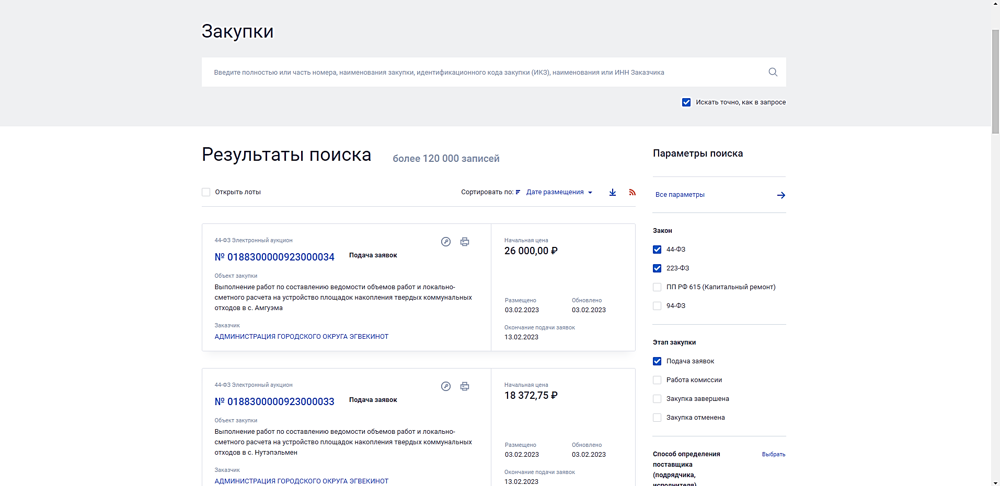 Закупки
Введите полностью или часть номера, наименования закупки, идентификационного кода закупки (ИКЗ), наименования или ИНН Заказчика
Искать точно, как в запросе
Результаты поиска
более 120 000 записей
Открыть лоты
Сортировать по:
Дате размещения
44-ФЗ Электронный аукцион
№ 0188300000923000034
Подача заявок
Объект закупки
Выполнение работ по составлению ведомости объемов работ и локально-
сметного расчета на устройство площадок накопления твердых коммунальных
отходов в с. Амгуэма
Заказчик
АДМИНИСТРАЦИЯ ГОРОДСКОГО ОКРУГА ЭГВЕКИНОТ
Начальная цена
26 000,00 ₽
Размещено
03.02.2023
Обновлено
03.02.2023
Окончание подачи заявок
13.02.2023
44-ФЗ Электронный аукцион
№ 0188300000923000033
Подача заявок
Объект закупки
Выполнение работ по составлению ведомости объемов работ и локально-
сметного расчета на устройство площадок накопления твердых коммунальных
отходов в с. Нутэпэльмен
Заказчик
АДМИНИСТРАЦИЯ ГОРОДСКОГО ОКРУГА ЭГВЕКИНОТ
Начальная цена
18 372,75 ₽
Размещено
03.02.2023
Обновлено
03.02.2023
Окончание подачи заявок
13.02.2023
Параметры поиска
Все параметры
Закон
44-ФЗ
223-ФЗ
ПП РФ 615 (Капитальный ремонт)
94-ФЗ
Этап закупки
Подача заявок
Работа комиссии
Закупка завершена
Закупка отменена
Способ определения
Выбрать
поставщика
(подрядчика,
исполнителя)